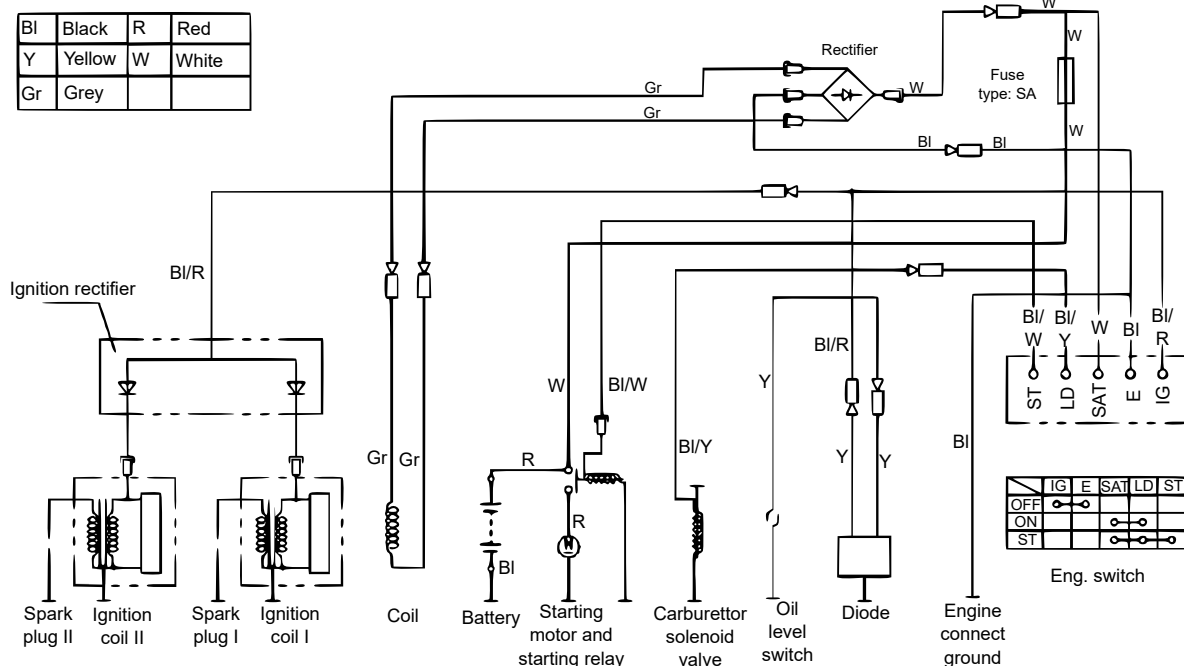 Bl Black R Red
Y Yellow W White
Gr Grey
Rectifier
W
W
Fuse
type: SA
W
W
Gr
Gr
Bl
Bl
Bl/R
Ignition rectifier
Bl/W
Bl/Y
W
Bl
Bl/R
ST
LD
SAT
E
IG
Bl/R
Y
W
Bl/W
Bl/Y
Bl
Gr
Gr
R
R
W
Bl
Y
Y
IG E SAT LD ST
OFF
ON
ST
Eng. switch
Spark
plug II
Ignition
coil II
Spark
plug I
Ignition
coil I
Coil
Battery
Starting
motor and
starting relay
Carburettor
solenoid
valve
Oil
level
switch
Diode
Engine
connect
ground